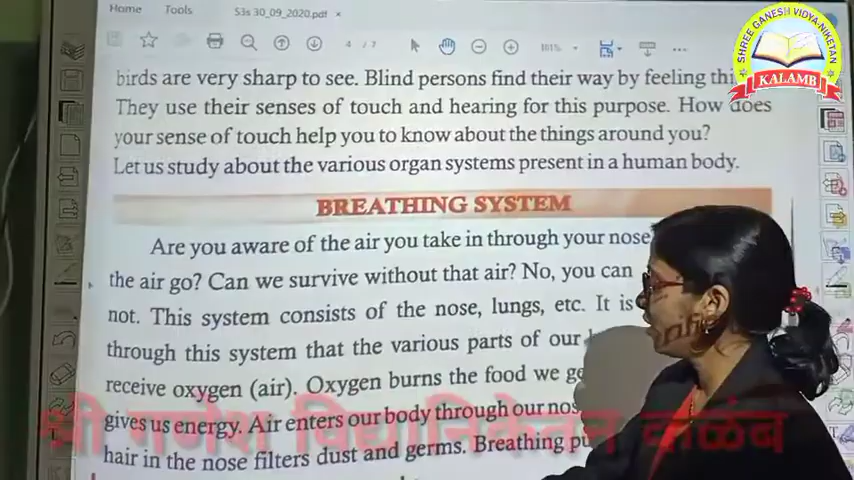 Home Tools S3s 30_09_2020.pdf ×
4 / 7 101%
birds are very sharp to see. Blind persons find their way by feeling
They use their senses of touch and hearing for this purpose. How does
your sense of touch help you to know about the things around you?
Let us study about the various organ systems present in a human body.
BREATHING SYSTEM
Are you aware of the air you take in through your nose
the air go? Can we survive without that air? No, you can
not. This system consists of the nose, lungs, etc. It is
through this system that the various parts of our
receive oxygen (air). Oxygen burns the food we
gives us energy. Air enters our body through our
hair in the nose filters dust and germs. Breathing
SHREE GANESH VIDYA-NIKETAN
KALAMB
श्री गणेश विद्यानिकेतन कळंब